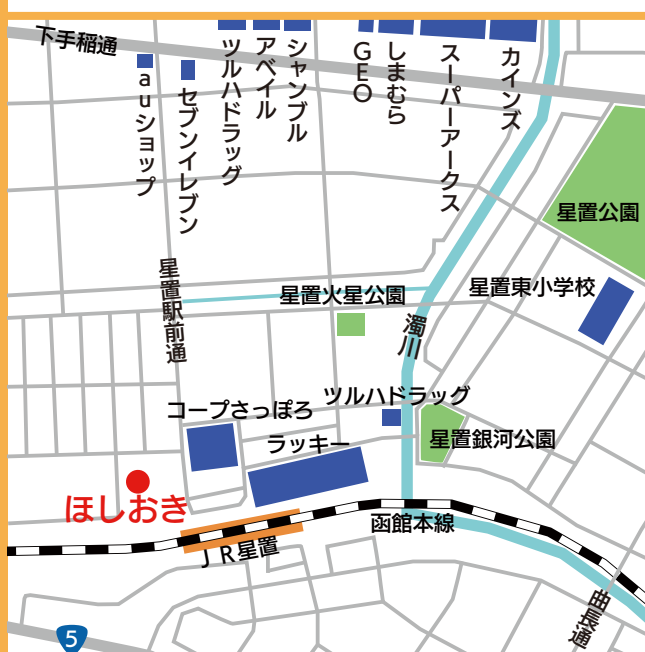 下手稲通
auショップ
セブンイレブン
ツルハドラッグ
アベイル
シャンブル
GEO
しまむら
スーパーアークス
カインズ
星置公園
星置駅前通
星置火星公園
星置東小学校
濁川
ツルハドラッグ
コープさっぽろ
ラッキー
星置銀河公園
ほしおき
函館本線
JR星置
曲長通
5